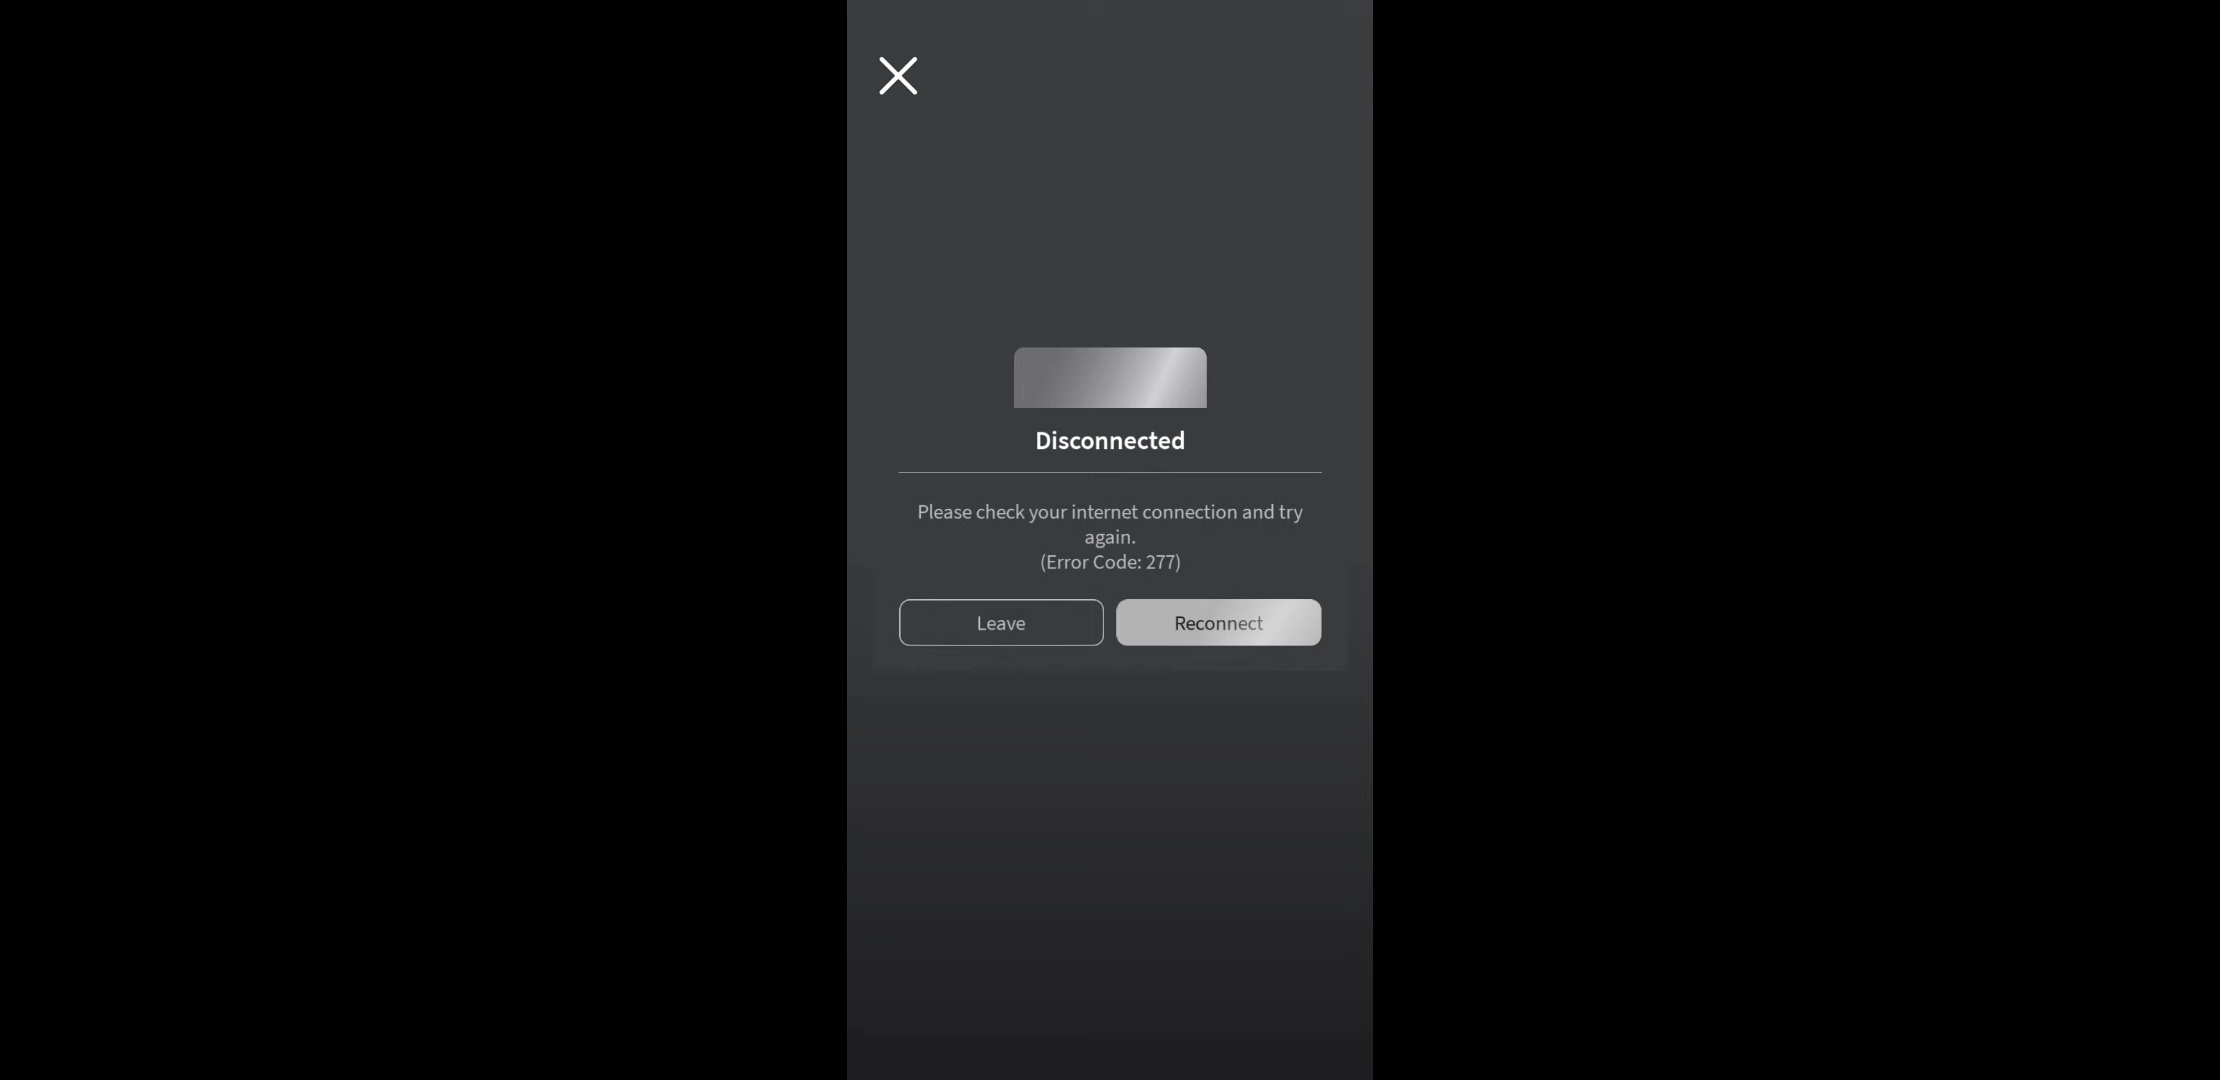 Disconnected
Please check your internet connection and try
again.
(Error Code: 277)
Leave
Reconnect